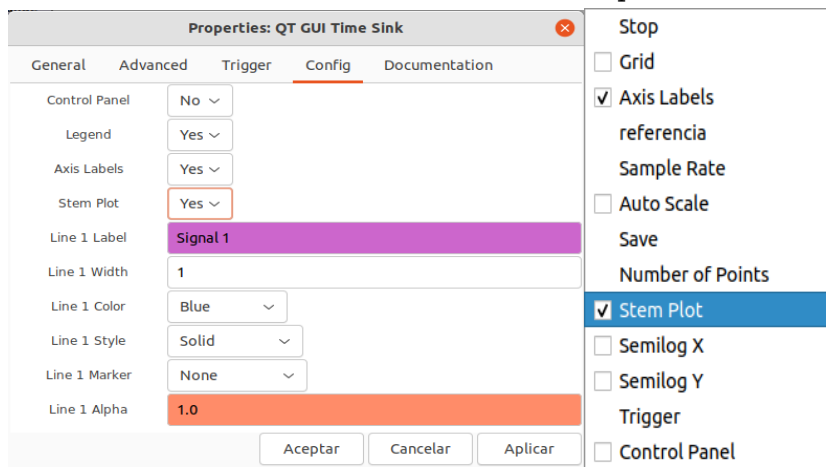 Properties: QT GUI Time Sink
General Advanced Trigger Config Documentation
Control Panel No
Legend Yes
Axis Labels Yes
Stem Plot Yes
Line 1 Label Signal 1
Line 1 Width 1
Line 1 Color Blue
Line 1 Style Solid
Line 1 Marker None
Line 1 Alpha 1.0
Aceptar Cancelar Aplicar
Stop
Grid
Axis Labels
referencia
Sample Rate
Auto Scale
Save
Number of Points
Stem Plot
Semilog X
Semilog Y
Trigger
Control Panel